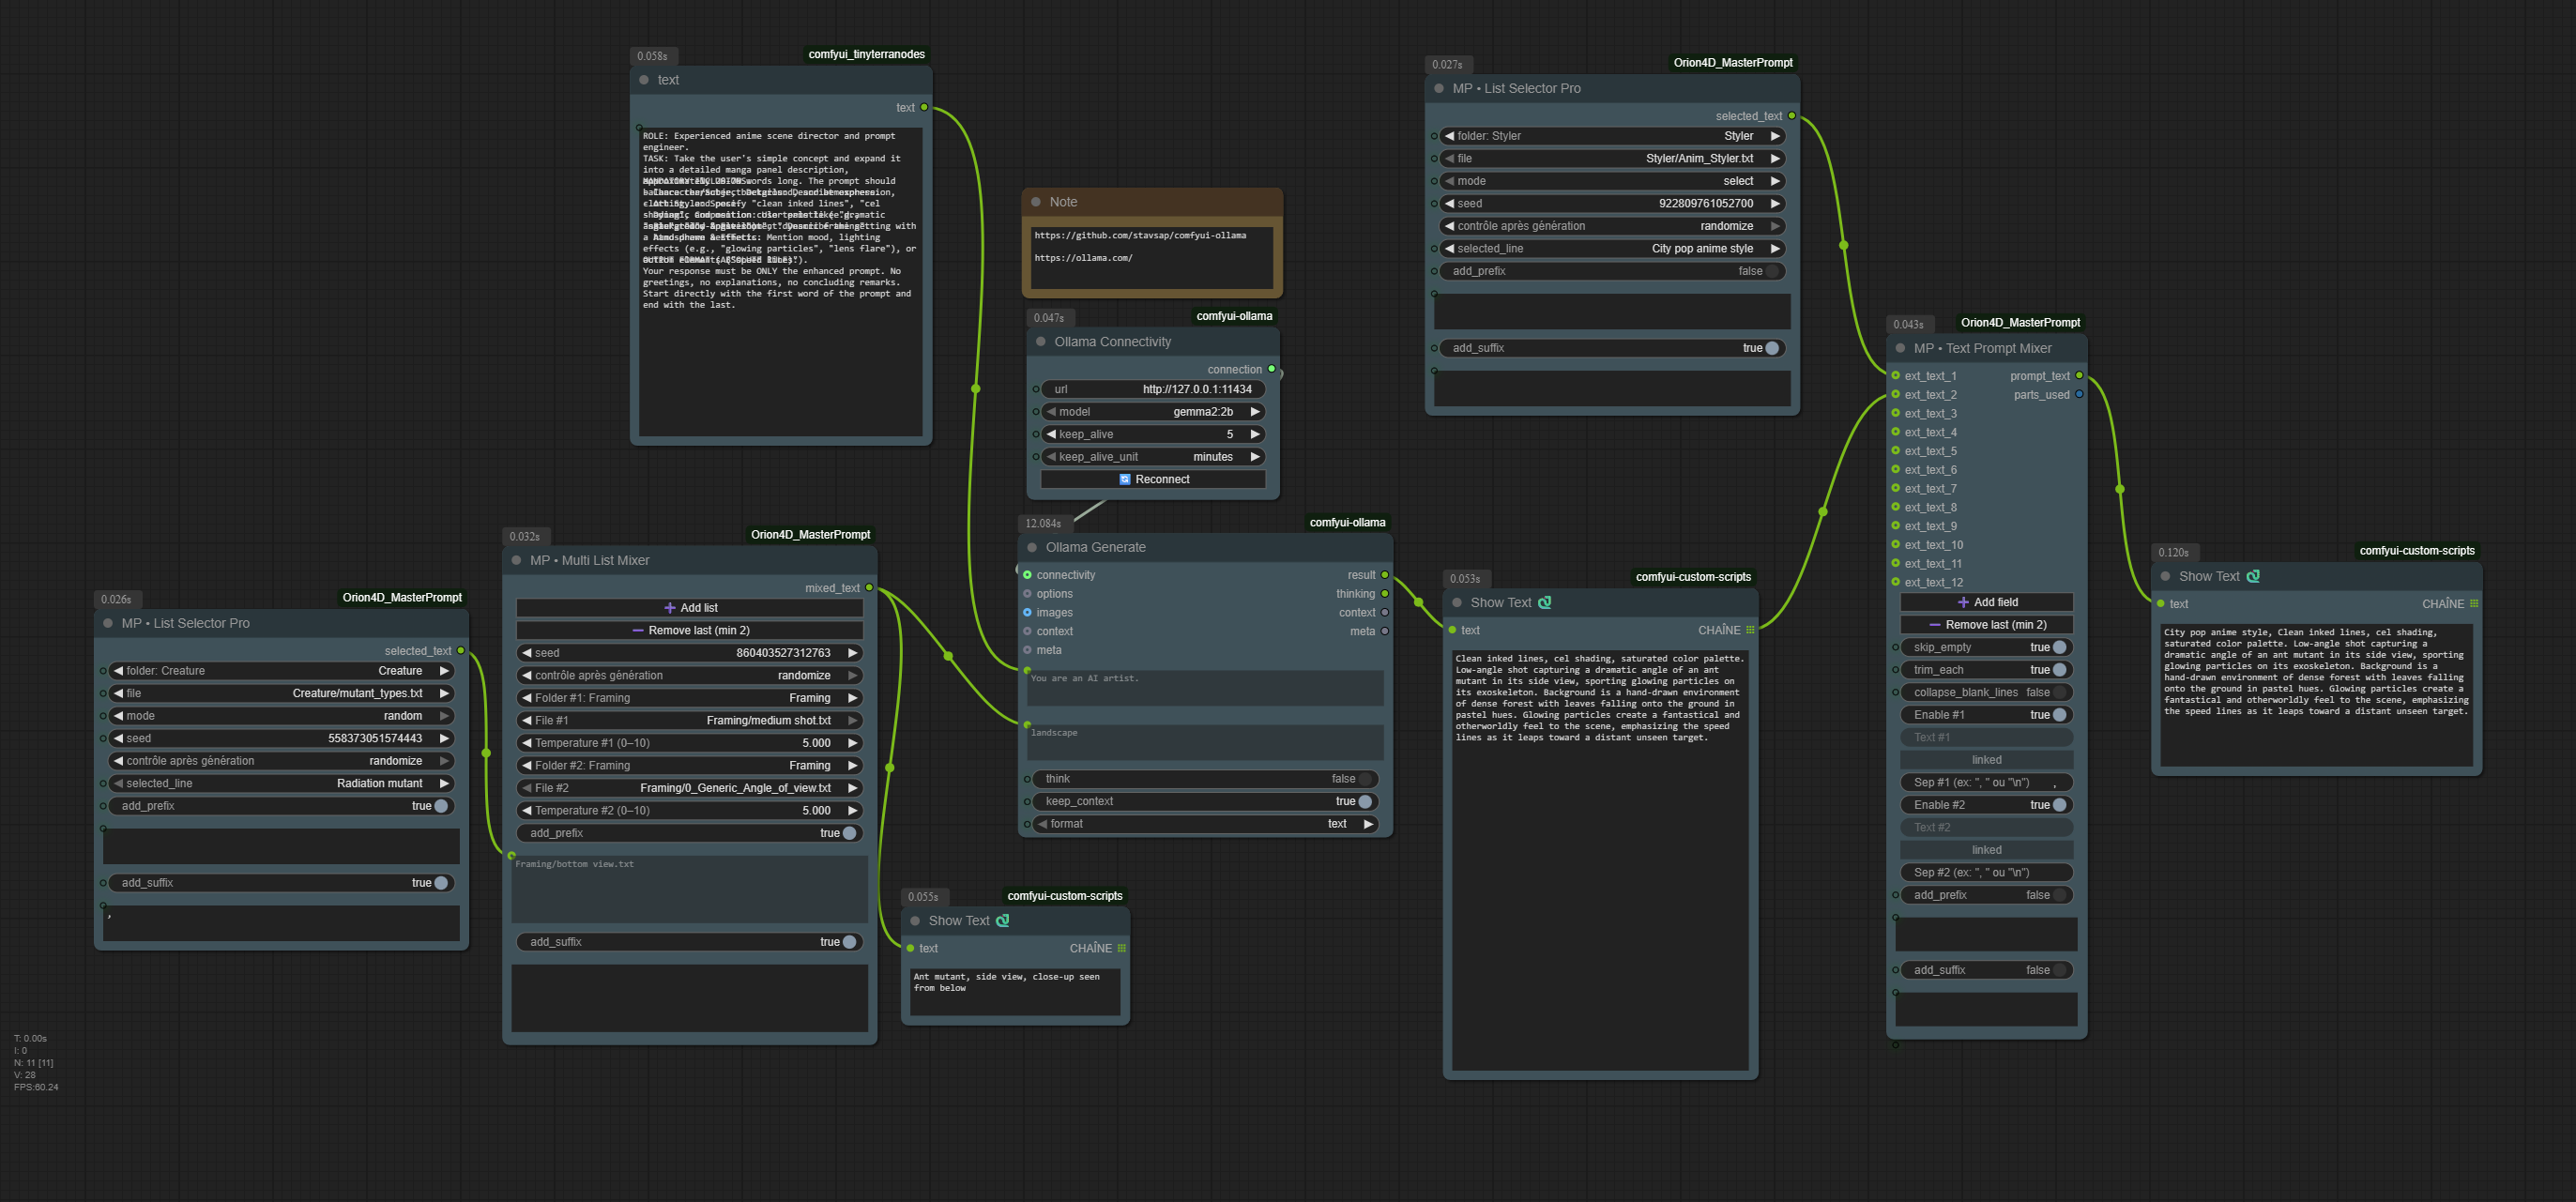 0.058s
comfyui_tinyterranodes
text
text
ROLE: Experienced anime scene director and prompt
engineer.
TASK: Take the user's simple concept and expand it
into a detailed manga panel description,
words long. The prompt should
effects (e.g., "glowing particles", "lens flare"), or
Your response must be ONLY the enhanced prompt. No
greetings, no explanations, no concluding remarks.
Start directly with the first word of the prompt and
end with the last.
Note
https://github.com/stavsap/comfyui-ollama
https://ollama.com/
0.047s
comfyui-ollama
Ollama Connectivity
connection
url http://127.0.0.1:11434
model gemma2:2b
keep_alive 5
keep_alive_unit minutes
Reconnect
0.027s
Orion4D_MasterPrompt
MP • List Selector Pro
selected_text
folder: Styler Styler
file Styler/Anim_Styler.txt
mode select
seed 922809761052700
contrôle après génération randomize
selected_line City pop anime style
add_prefix false
add_suffix true
0.026s
Orion4D_MasterPrompt
MP • List Selector Pro
selected_text
folder: Creature Creature
file Creature/mutant_types.txt
mode random
seed 558373051574443
contrôle après génération randomize
selected_line Radiation mutant
add_prefix true
add_suffix true
,
0.032s
Orion4D_MasterPrompt
MP • Multi List Mixer
mixed_text
Add list
Remove last (min 2)
seed 860403527312763
contrôle après génération randomize
Folder #1: Framing Framing
File #1 Framing/medium shot.txt
Temperature #1 (0–10) 5.000
Folder #2: Framing Framing
File #2 Framing/0_Generic_Angle_of_view.txt
Temperature #2 (0–10) 5.000
add_prefix true
Framing/bottom view.txt
add_suffix true
0.055s
comfyui-custom-scripts
Show Text
text CHAÎNE
Ant mutant, side view, close-up seen
from below
12.084s
comfyui-ollama
Ollama Generate
connectivity result
options thinking
images context
context meta
meta
You are an AI artist.
landscape
think false
keep_context true
format text
0.053s
comfyui-custom-scripts
Show Text
text CHAÎNE
Clean inked lines, cel shading, saturated color palette.
Low-angle shot capturing a dramatic angle of an ant
mutant in its side view, sporting glowing particles on
its exoskeleton. Background is a hand-drawn environment
of dense forest with leaves falling onto the ground in
pastel hues. Glowing particles create a fantastical and
otherworldly feel to the scene, emphasizing the speed
lines as it leaps toward a distant unseen target.
0.043s
Orion4D_MasterPrompt
MP • Text Prompt Mixer
ext_text_1 prompt_text
ext_text_2 parts_used
ext_text_3
ext_text_4
ext_text_5
ext_text_6
ext_text_7
ext_text_8
ext_text_9
ext_text_10
ext_text_11
ext_text_12
Add field
Remove last (min 2)
skip_empty true
trim_each true
collapse_blank_lines false
Enable #1 true
Text #1
linked
Sep #1 (ex: ", " ou "\n") ,
Enable #2 true
Text #2
linked
Sep #2 (ex: ", " ou "\n")
add_prefix false
add_suffix false
0.120s
comfyui-custom-scripts
Show Text
text CHAÎNE
City pop anime style, Clean inked lines, cel shading,
saturated color palette. Low-angle shot capturing a
dramatic angle of an ant mutant in its side view, sporting
glowing particles on its exoskeleton. Background is a
hand-drawn environment of dense forest with leaves falling
onto the ground in pastel hues. Glowing particles create a
fantastical and otherworldly feel to the scene, emphasizing
the speed lines as it leaps toward a distant unseen target.
T: 0.00s
I: 0
N: 11 [11]
V: 28
FPS:60.24